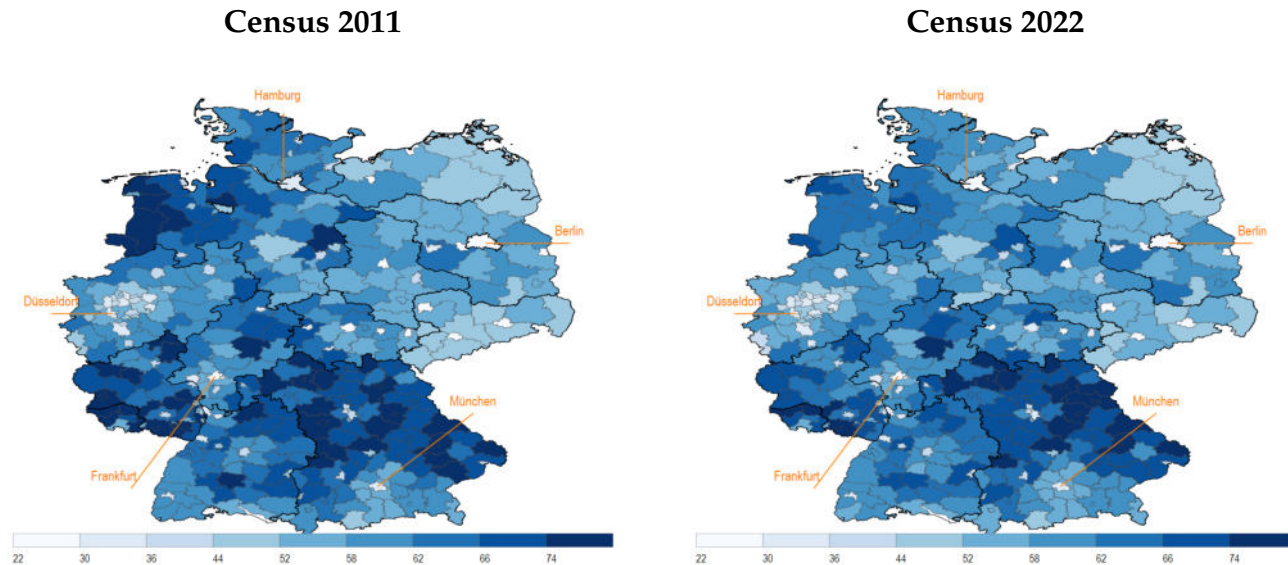 Census 2011
Hamburg
Berlin
Düsseldorf
München
Frankfurt
22 30 36 44 52 58 62 66 74
Census 2022
Hamburg
Berlin
Düsseldorf
München
Frankfurt
22 30 36 44 52 58 62 66 74